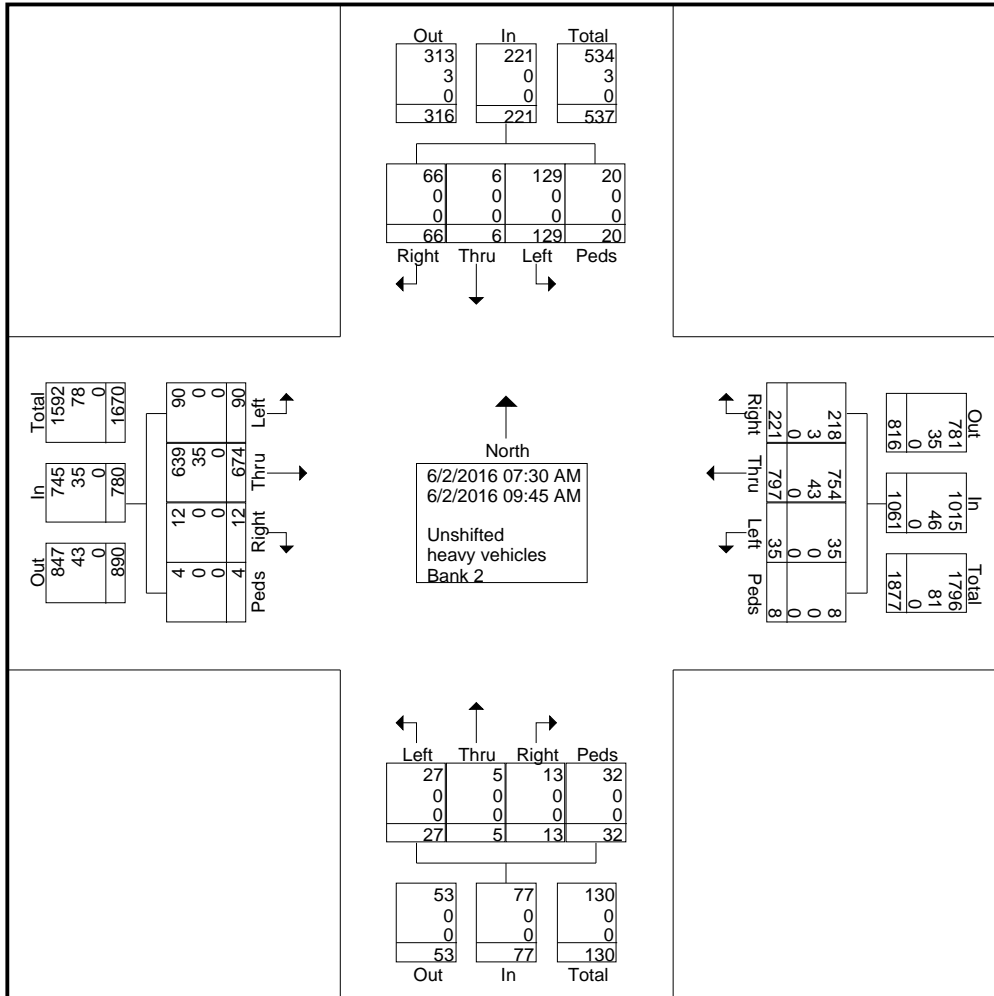 Out In Total
313 221 534
3 0 3
0 0 0
316 221 537
66 6 129 20
0 0 0 0
0 0 0 0
66 6 129 20
Right Thru Left Peds
Total
1592
78
0
1670
In
745
35
0
780
Out
847
43
0
890
90
0
0
90
Left
639
35
0
674
Thru
12
0
0
12
Right
4
0
0
4
Peds
North
6/2/2016 07:30 AM
6/2/2016 09:45 AM
Unshifted
heavy vehicles
Bank 2
Right
218
3
0
221
Thru
754
43
0
797
Left
35
0
0
35
Peds
8
0
0
8
Out
781
35
0
816
In
1015
46
0
1061
Total
1796
81
0
1877
Left Thru Right Peds
27 5 13 32
0 0 0 0
0 0 0 0
27 5 13 32
53 77 130
0 0 0
0 0 0
53 77 130
Out In Total